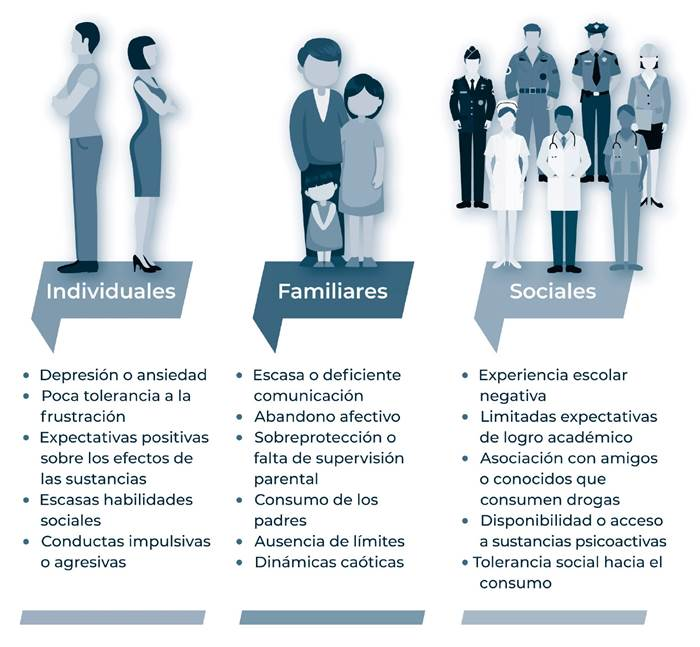 Individuales
• Depresión o ansiedad
• Poca tolerancia a la
frustración
• Expectativas positivas
sobre los efectos de
las sustancias
• Escasas habilidades
sociales
• Conductas impulsivas
o agresivas
Familiares
• Escasa o deficiente
comunicación
• Abandono afectivo
• Sobreprotección o
falta de supervisión
parental
• Consumo de los
padres
• Ausencia de límites
• Dinámicas caóticas
Sociales
• Experiencia escolar
negativa
• Limitadas expectativas
de logro académico
• Asociación con amigos
o conocidos que
consumen drogas
• Disponibilidad o acceso
a sustancias psicoactivas
• Tolerancia social hacia el
consumo